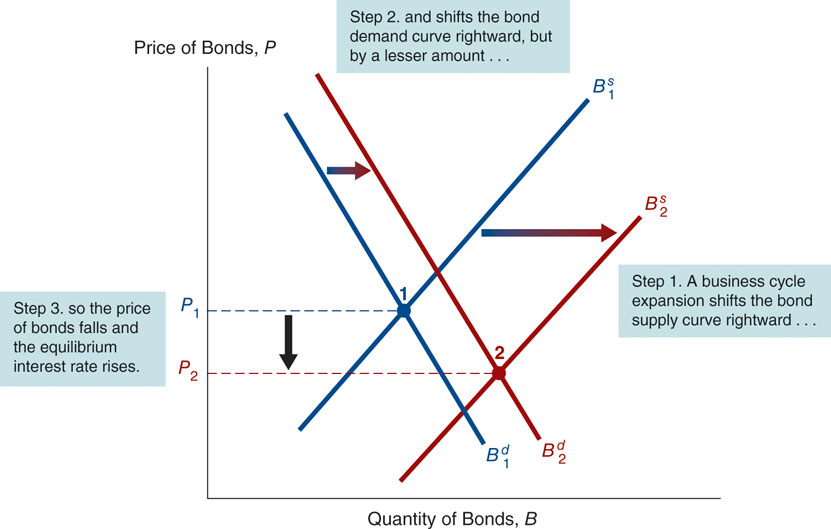 Step 2. and shifts the bond
demand curve rightward, but
by a lesser amount . . .
Price of Bonds, P
B₁ˢ
B₂ˢ
Step 1. A business cycle
expansion shifts the bond
supply curve rightward . . .
Step 3. so the price
of bonds falls and
the equilibrium
interest rate rises.
P₁
1
P₂
2
B₁ᵈ
B₂ᵈ
Quantity of Bonds, B